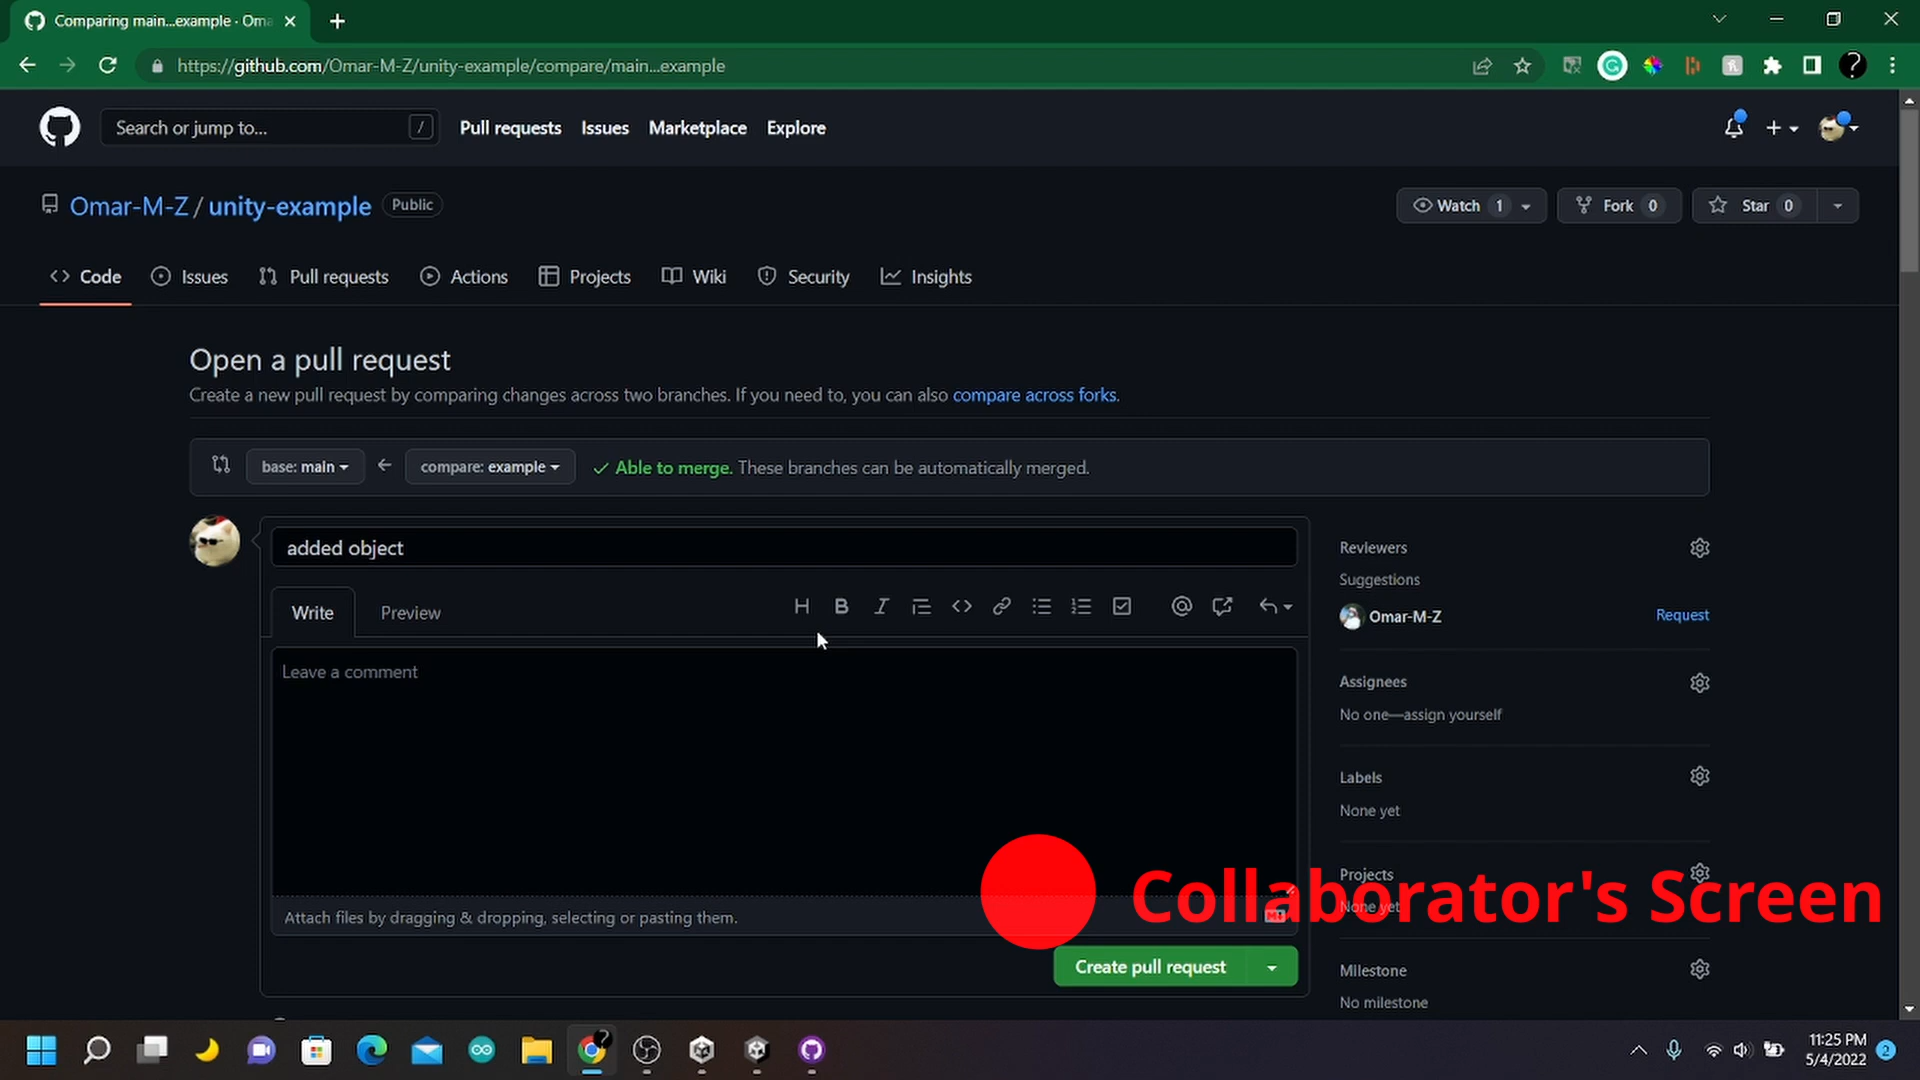 Comparing main...example · Oma
https://github.com/Omar-M-Z/unity-example/compare/main...example
Search or jump to... /
Pull requests Issues Marketplace Explore
Omar-M-Z / unity-example Public
Watch 1 Fork 0 Star 0
Code Issues Pull requests Actions Projects Wiki Security Insights
Open a pull request
Create a new pull request by comparing changes across two branches. If you need to, you can also compare across forks.
base: main compare: example Able to merge. These branches can be automatically merged.
added object
Write Preview
Leave a comment
Attach files by dragging & dropping, selecting or pasting them.
Create pull request
Reviewers
Suggestions
Omar-M-Z Request
Assignees
No one—assign yourself
Labels
None yet
Projects
None yet
Collaborator's Screen
Milestone
No milestone
11:25 PM
5/4/2022 2